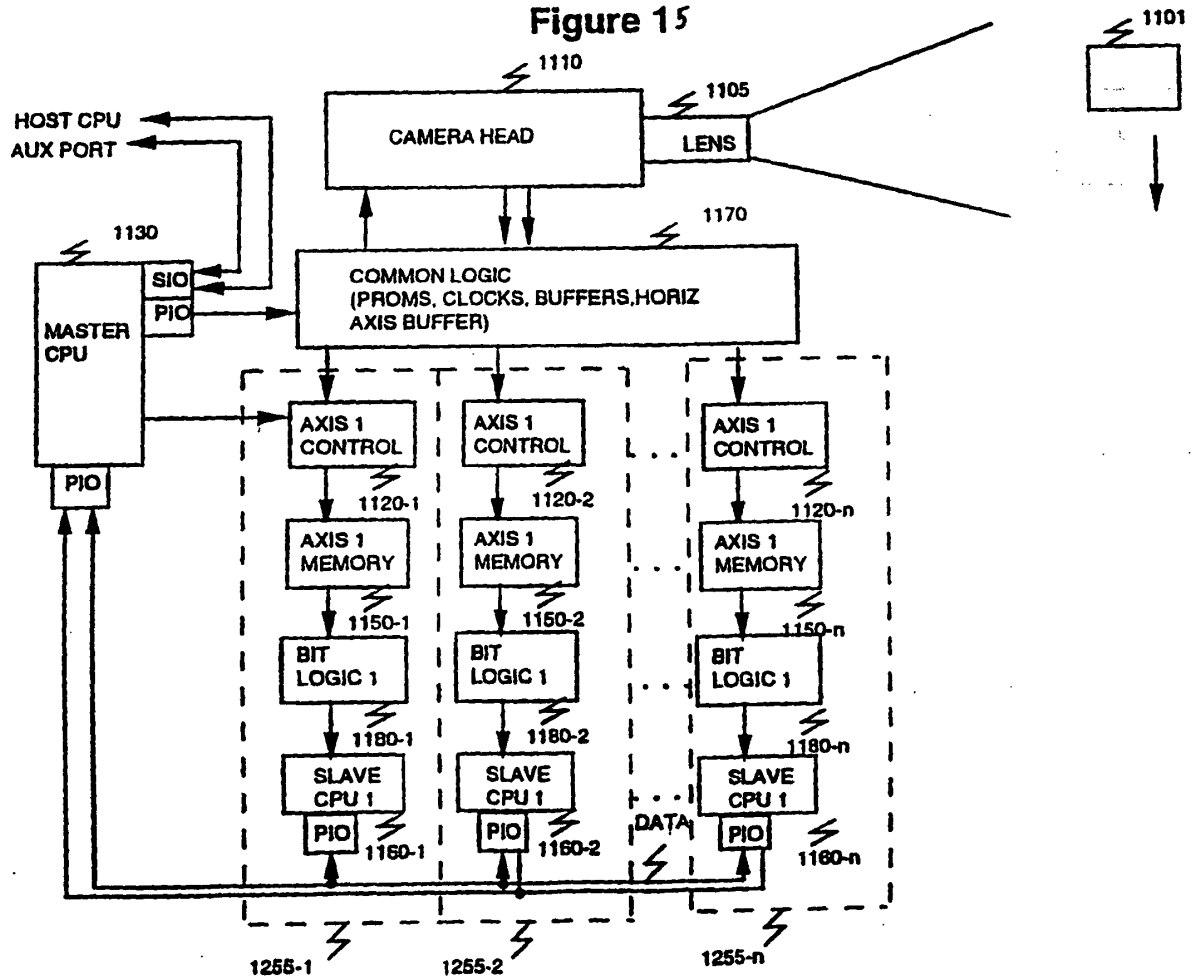 Figure 15
1101
1110
1105
HOST CPU
AUX PORT
CAMERA HEAD
LENS
1130
1170
SIO
PIO
MASTER
CPU
COMMON LOGIC
(PROMS, CLOCKS, BUFFERS,HORIZ
AXIS BUFFER)
AXIS 1
CONTROL
AXIS 1
CONTROL
. . .
AXIS 1
CONTROL
PIO
1120-1
1120-2
1120-n
AXIS 1
MEMORY
AXIS 1
MEMORY
. . .
AXIS 1
MEMORY
1150-1
1150-2
1150-n
BIT
LOGIC 1
BIT
LOGIC 1
. . .
BIT
LOGIC 1
1180-1
1180-2
1180-n
SLAVE
CPU 1
SLAVE
CPU 1
. . .
SLAVE
CPU 1
PIO
PIO
DATA
PIO
1160-1
1160-2
1160-n
1255-1
1255-2
1255-n